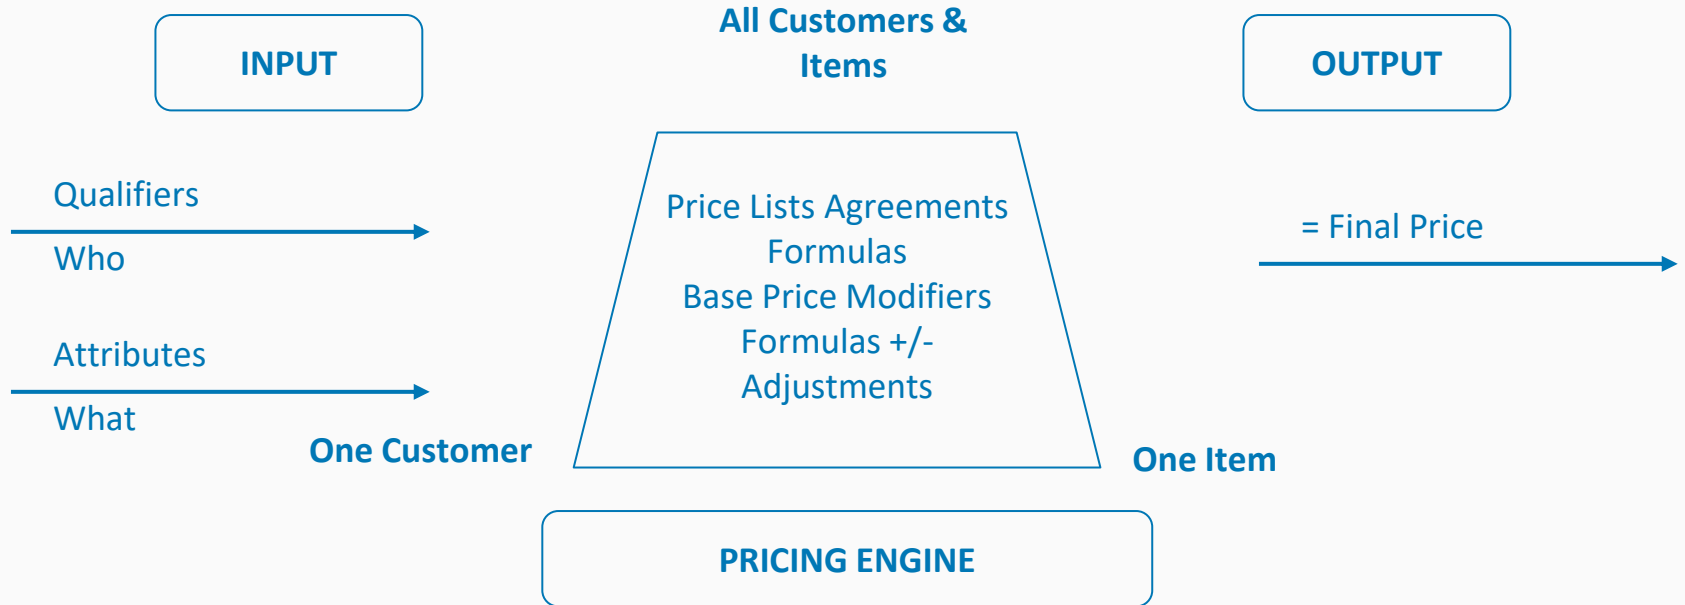 INPUT
All Customers &
Items
OUTPUT
Qualifiers
Who
Attributes
What
Price Lists Agreements
Formulas
Base Price Modifiers
Formulas +/-
Adjustments
= Final Price
One Customer
One Item
PRICING ENGINE